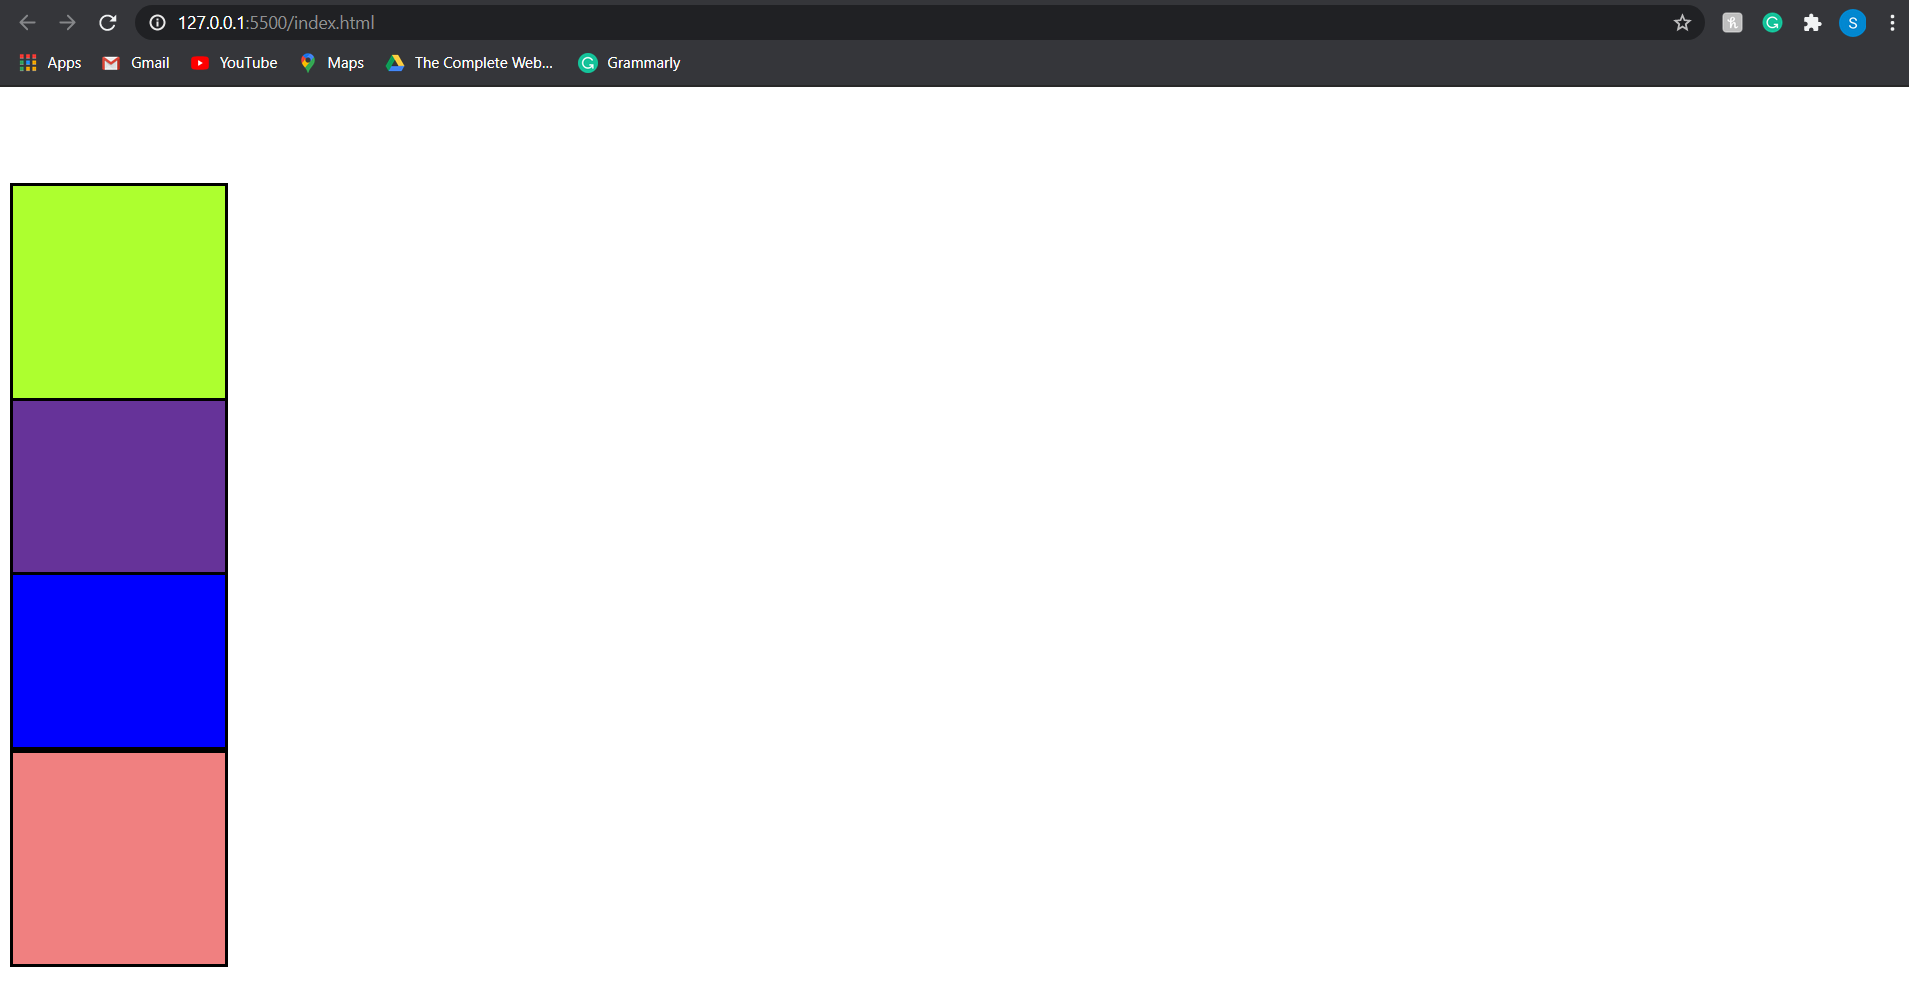 127.0.0.1:5500/index.html
S
Apps Gmail YouTube Maps The Complete Web... Grammarly